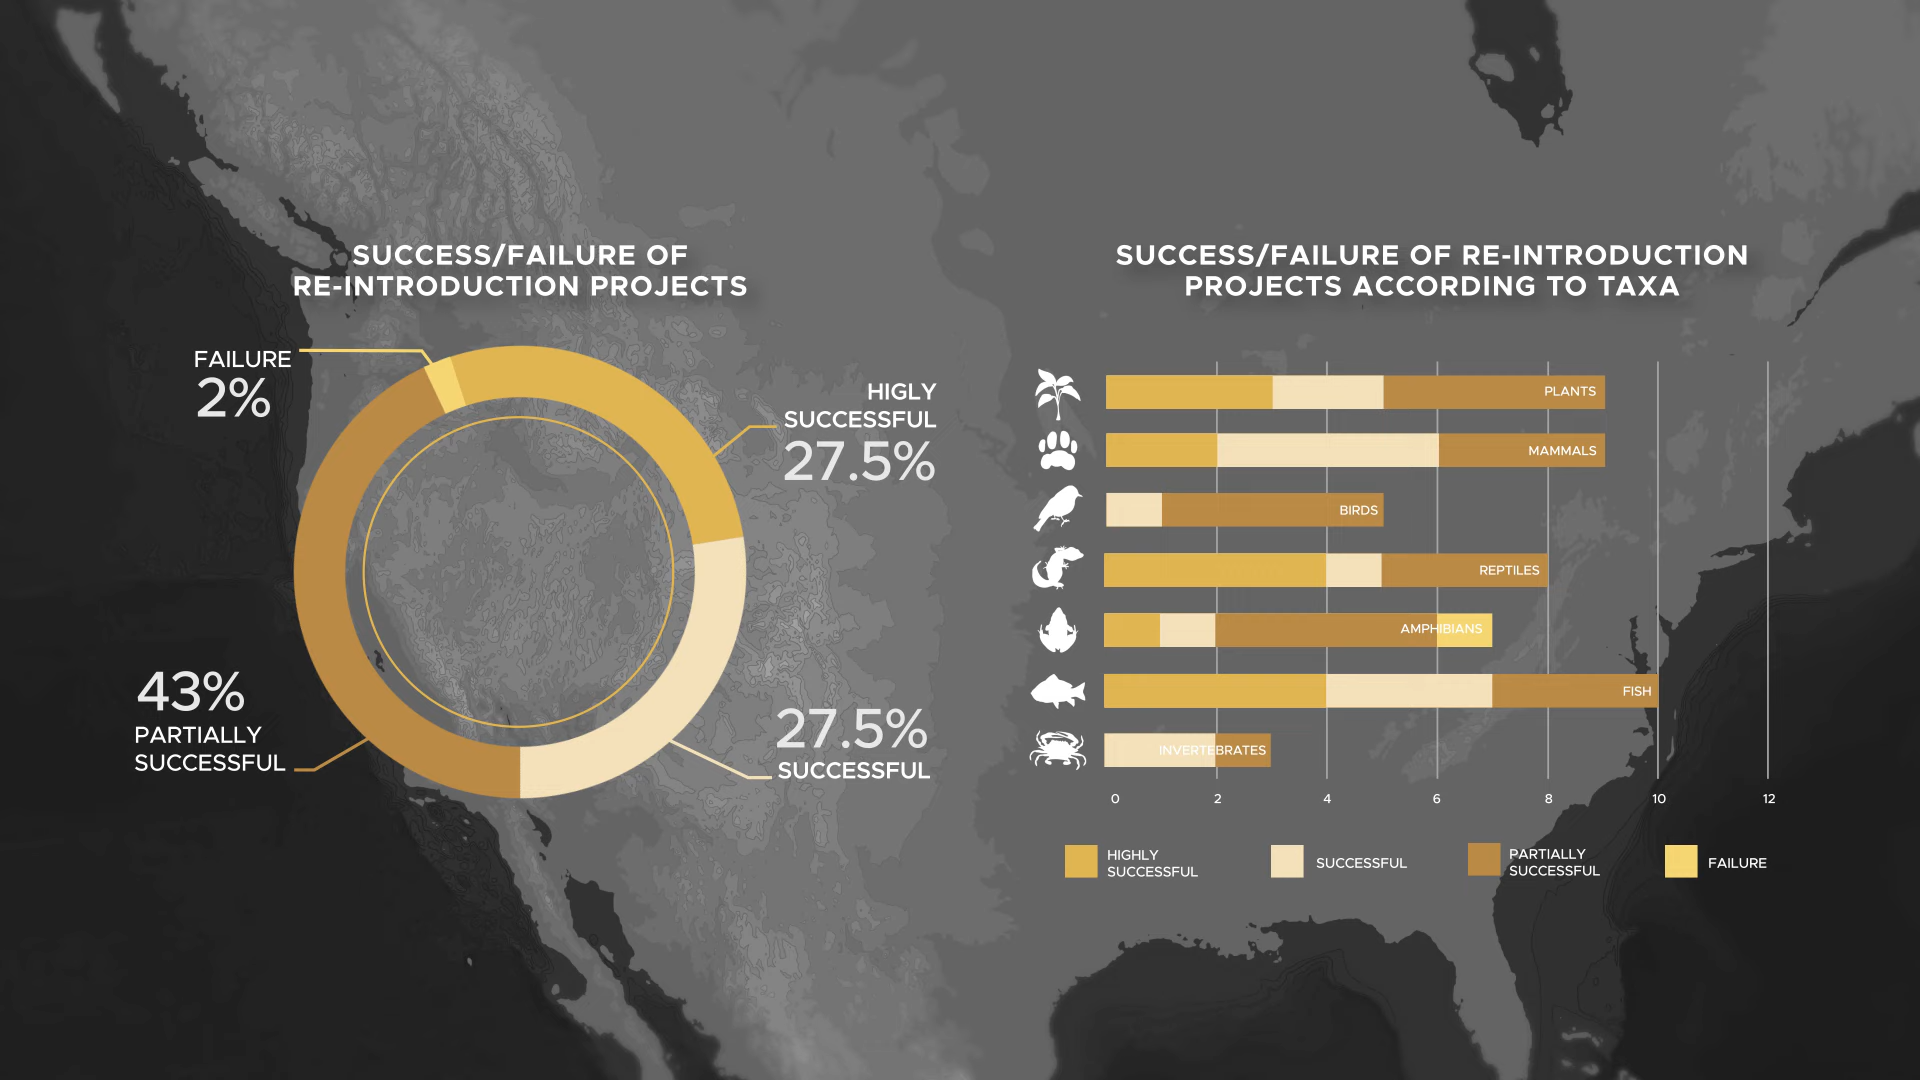 SUCCESS/FAILURE OF
RE-INTRODUCTION PROJECTS
FAILURE
2%
HIGLY
SUCCESSFUL
27.5%
43%
PARTIALLY
SUCCESSFUL
27.5%
SUCCESSFUL
SUCCESS/FAILURE OF RE-INTRODUCTION
PROJECTS ACCORDING TO TAXA
PLANTS
MAMMALS
BIRDS
REPTILES
AMPHIBIANS
FISH
INVERTEBRATES
0 2 4 6 8 10 12
HIGHLY
SUCCESSFUL
SUCCESSFUL
PARTIALLY
SUCCESSFUL
FAILURE